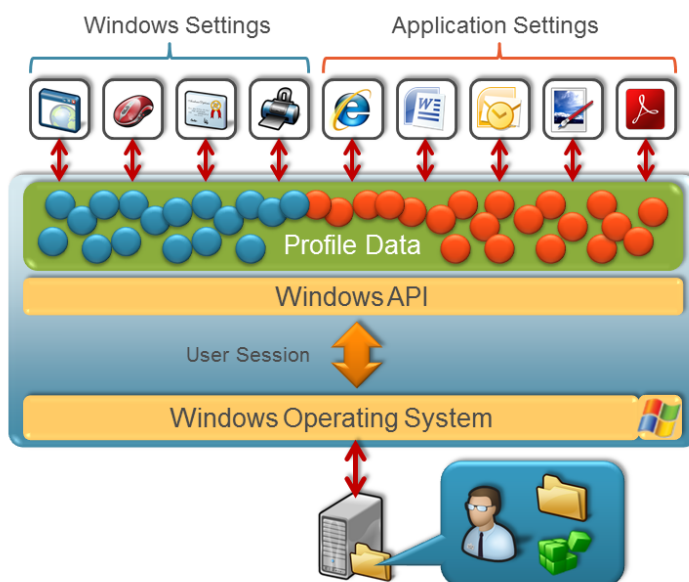 Windows Settings
Application Settings
Profile Data
Windows API
User Session
Windows Operating System